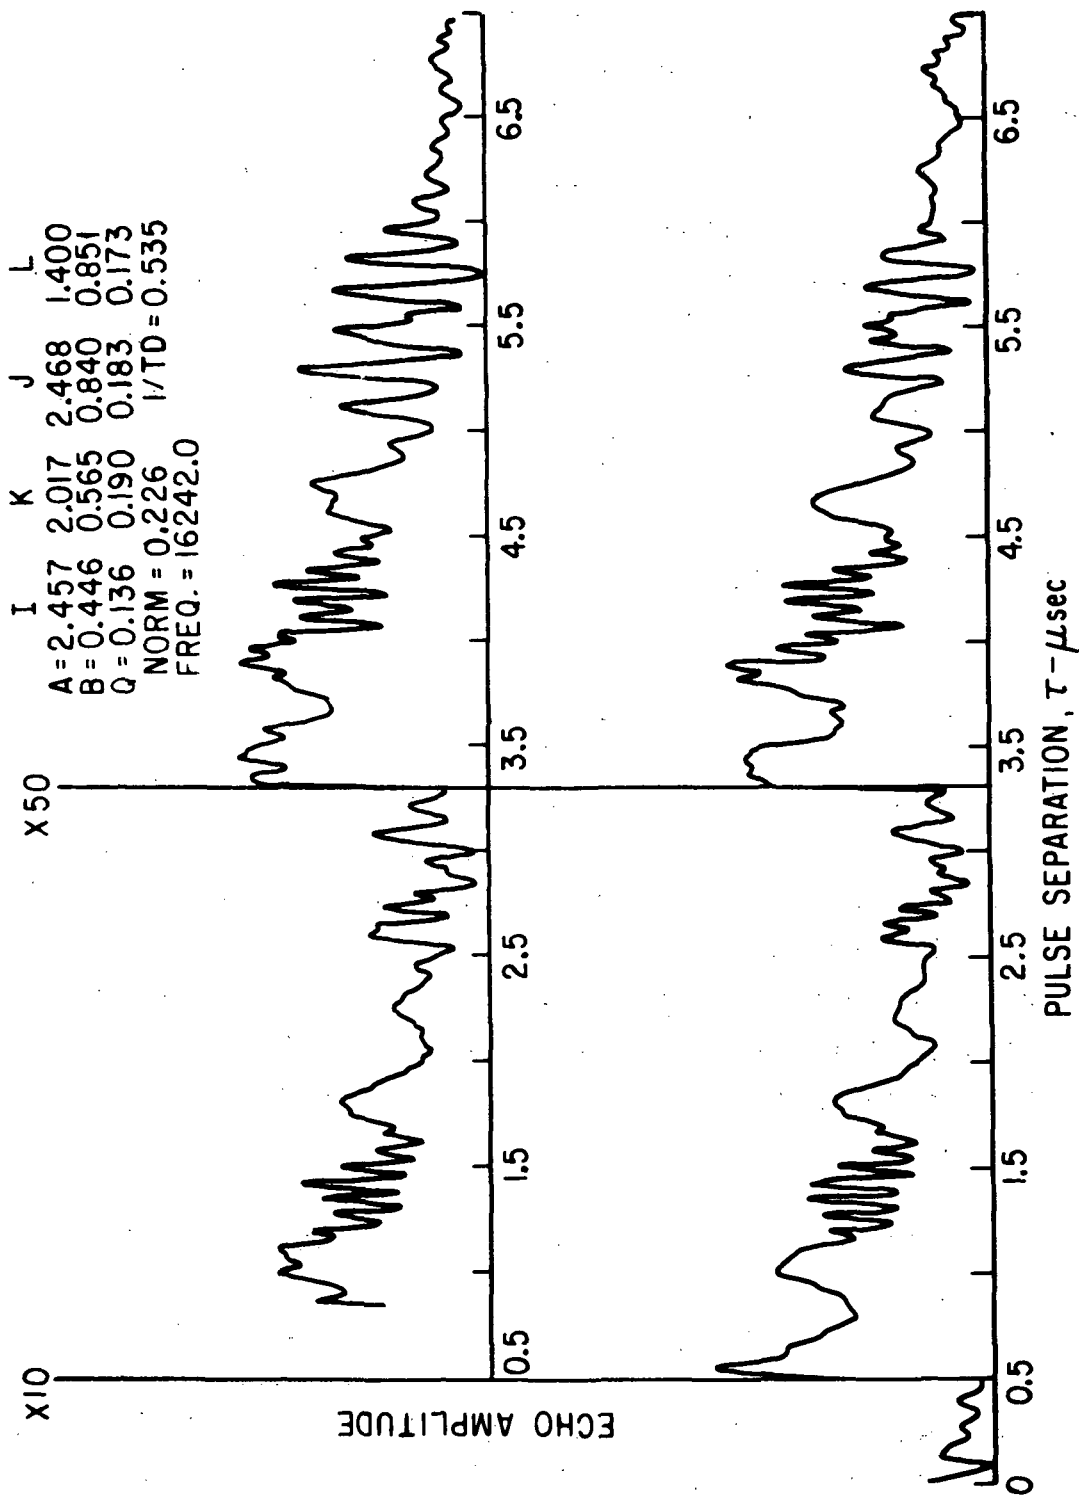 X10
X50
I K J L
A = 2.457 2.017 2.468 1.400
B = 0.446 0.565 0.840 0.851
Q = 0.136 0.190 0.183 0.173
NORM = 0.226 1/TD = 0.535
FREQ. = 16242.0
ECHO AMPLITUDE
0.5 1.5 2.5 3.5 4.5 5.5 6.5
0 0.5 1.5 2.5 3.5 4.5 5.5 6.5
PULSE SEPARATION, τ-μsec